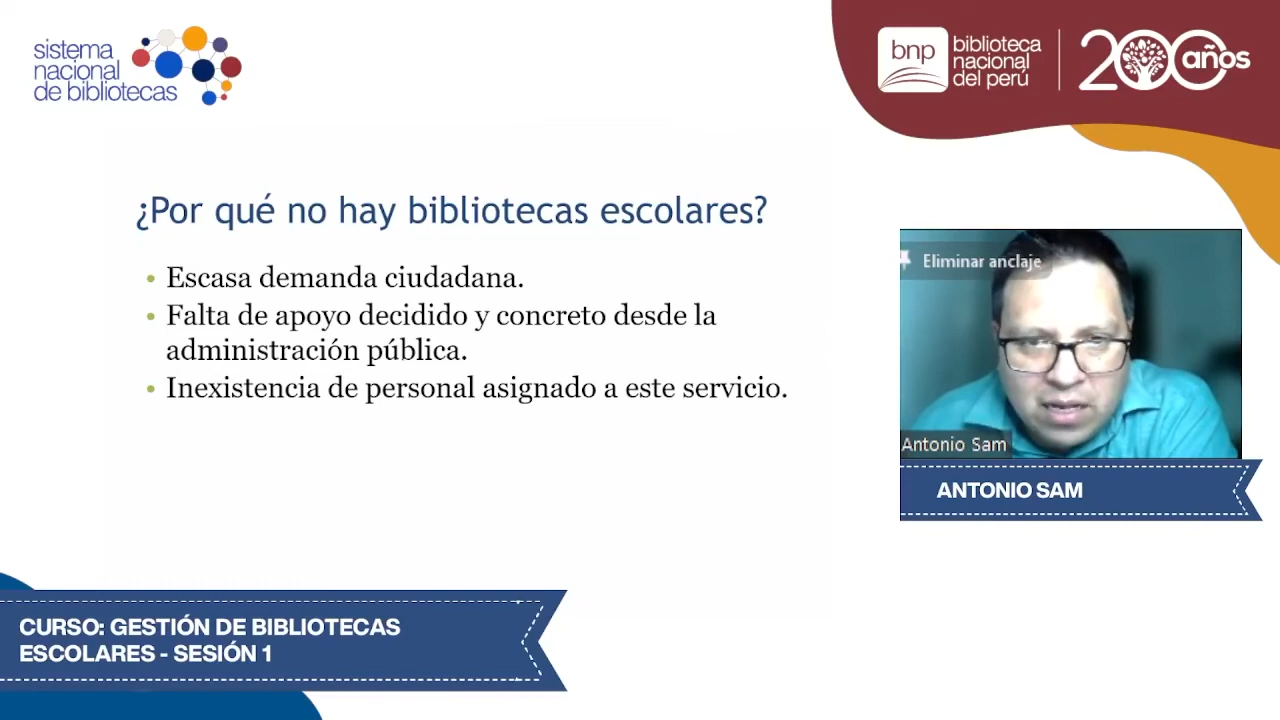 sistema
nacional
de bibliotecas
bnp
biblioteca
nacional
del perú
200 años
¿Por qué no hay bibliotecas escolares?
• Escasa demanda ciudadana.
• Falta de apoyo decidido y concreto desde la
administración pública.
• Inexistencia de personal asignado a este servicio.
Eliminar anclaje
Antonio Sam
ANTONIO SAM
CURSO: GESTIÓN DE BIBLIOTECAS
ESCOLARES - SESIÓN 1